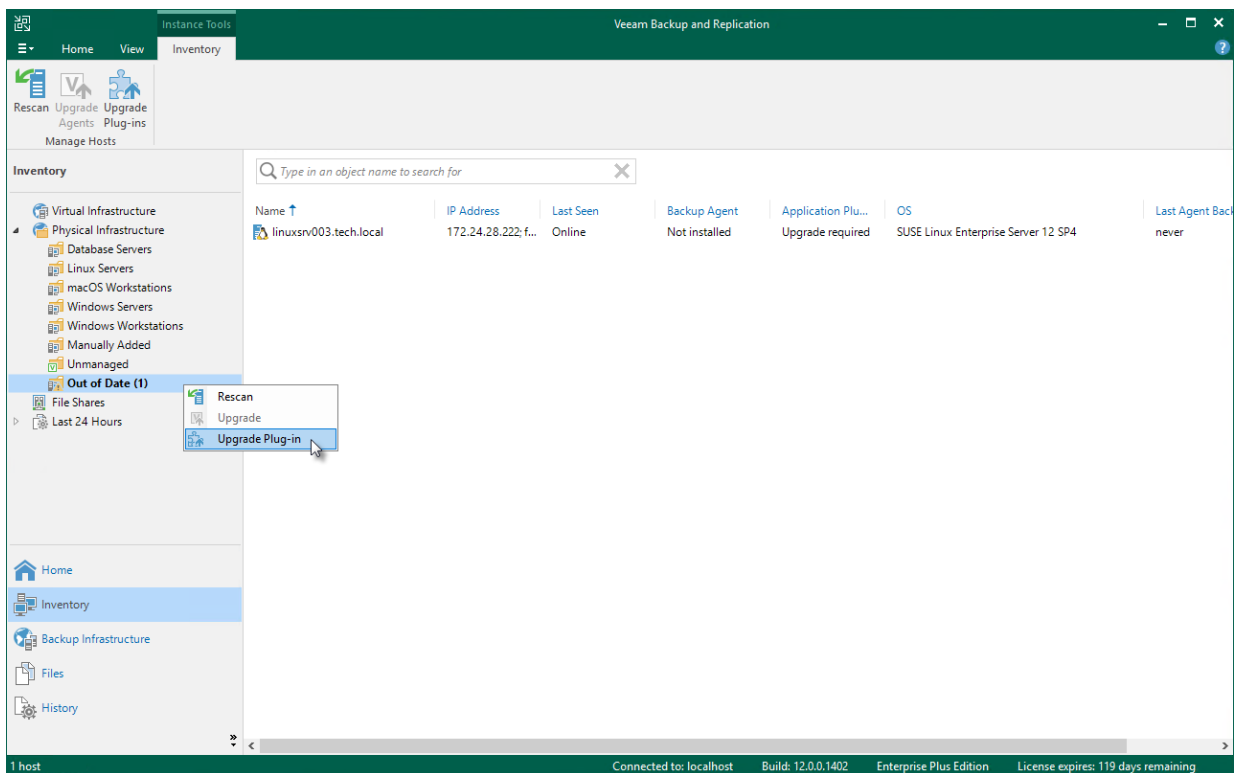 Instance Tools
Veeam Backup and Replication
Home View Inventory
Rescan Upgrade Agents Upgrade Plug-ins
Manage Hosts
Inventory
Type in an object name to search for
Virtual Infrastructure
Physical Infrastructure
Database Servers
Linux Servers
macOS Workstations
Windows Servers
Windows Workstations
Manually Added
Unmanaged
Out of Date (1)
File Shares
Last 24 Hours
Name IP Address Last Seen Backup Agent Application Plu... OS Last Agent Back
linuxsrv003.tech.local 172.24.28.222; f... Online Not installed Upgrade required SUSE Linux Enterprise Server 12 SP4 never
Rescan
Upgrade
Upgrade Plug-in
Home
Inventory
Backup Infrastructure
Files
History
1 host Connected to: localhost Build: 12.0.0.1402 Enterprise Plus Edition License expires: 119 days remaining